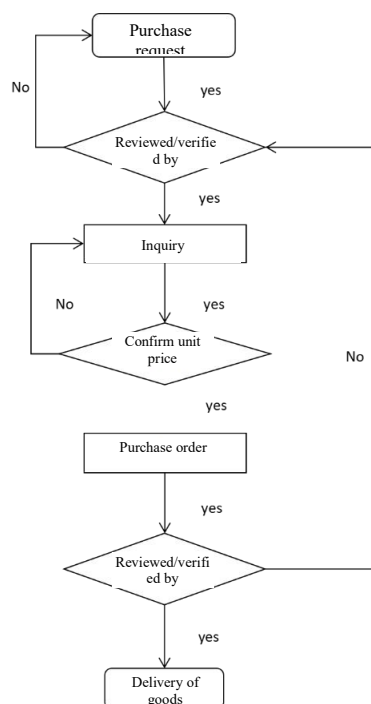 Purchase
request
No
yes
Reviewed/verifie
d by
yes
Inquiry
No
yes
Confirm unit
price
No
yes
Purchase order
yes
Reviewed/verifi
ed by
yes
Delivery of
goods